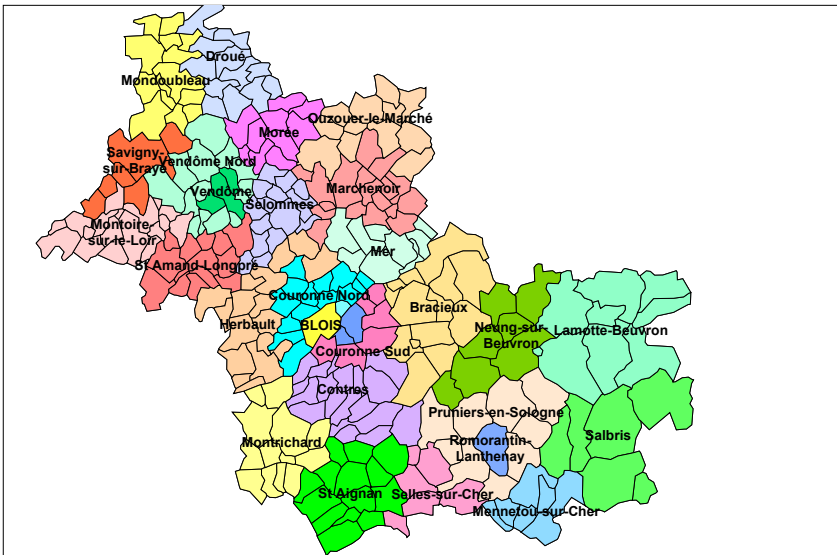 Droué
Mondoubleau
Ouzouer-le-Marché
Morée
Savigny-
sur-Braye
Vendôme Nord
Vendôme
Selommes
Marchenoir
Montoire-
sur-le-Loir
Mer
St Amand-Longpré
Couronne Nord
Herbault
BLOIS
Bracieux
Neung-sur-
Beuvron
Lamotte-Beuvron
Couronne Sud
Contres
Pruniers-en-Sologne
Montrichard
Romorantin-
Lanthenay
Salbris
St Aignan
Selles-sur-Cher
Mennetou-sur-Cher